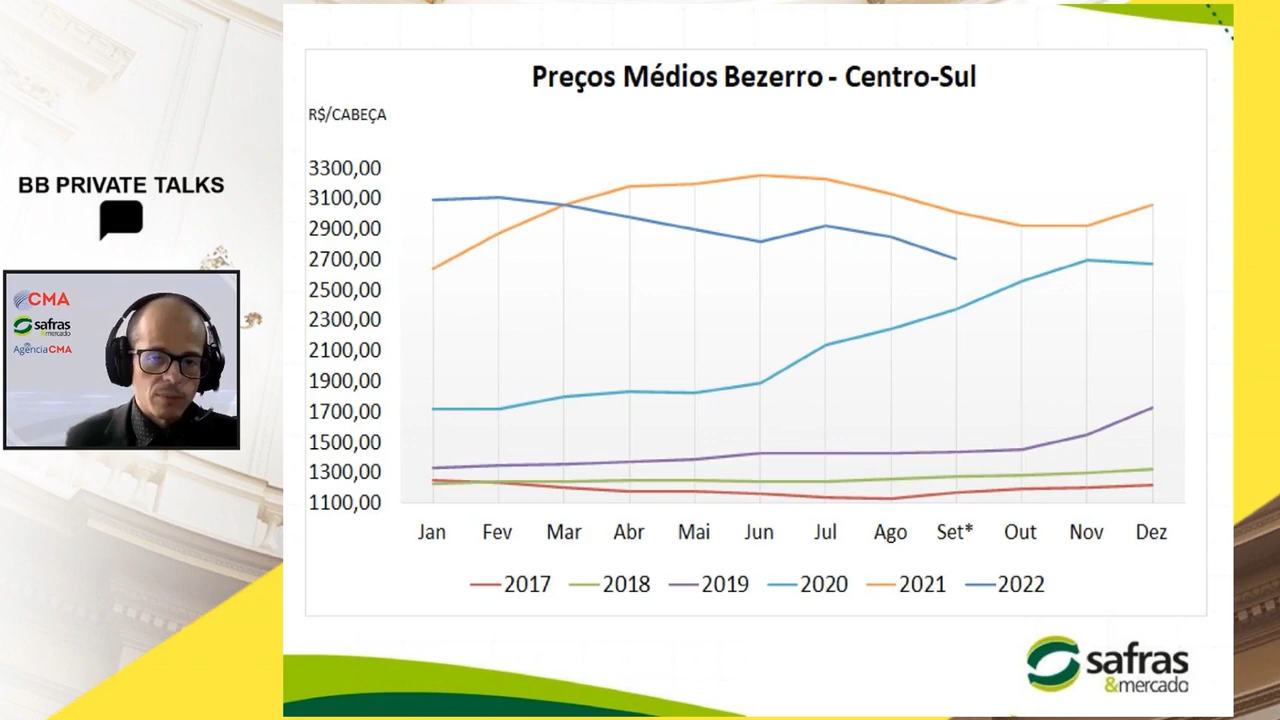 BB PRIVATE TALKS
CMA
safras
&mercado
Agência CMA
Preços Médios Bezerro - Centro-Sul
R$/CABEÇA
3300,00
3100,00
2900,00
2700,00
2500,00
2300,00
2100,00
1900,00
1700,00
1500,00
1300,00
1100,00
Jan Fev Mar Abr Mai Jun Jul Ago Set* Out Nov Dez
2017 2018 2019 2020 2021 2022
safras
&mercado